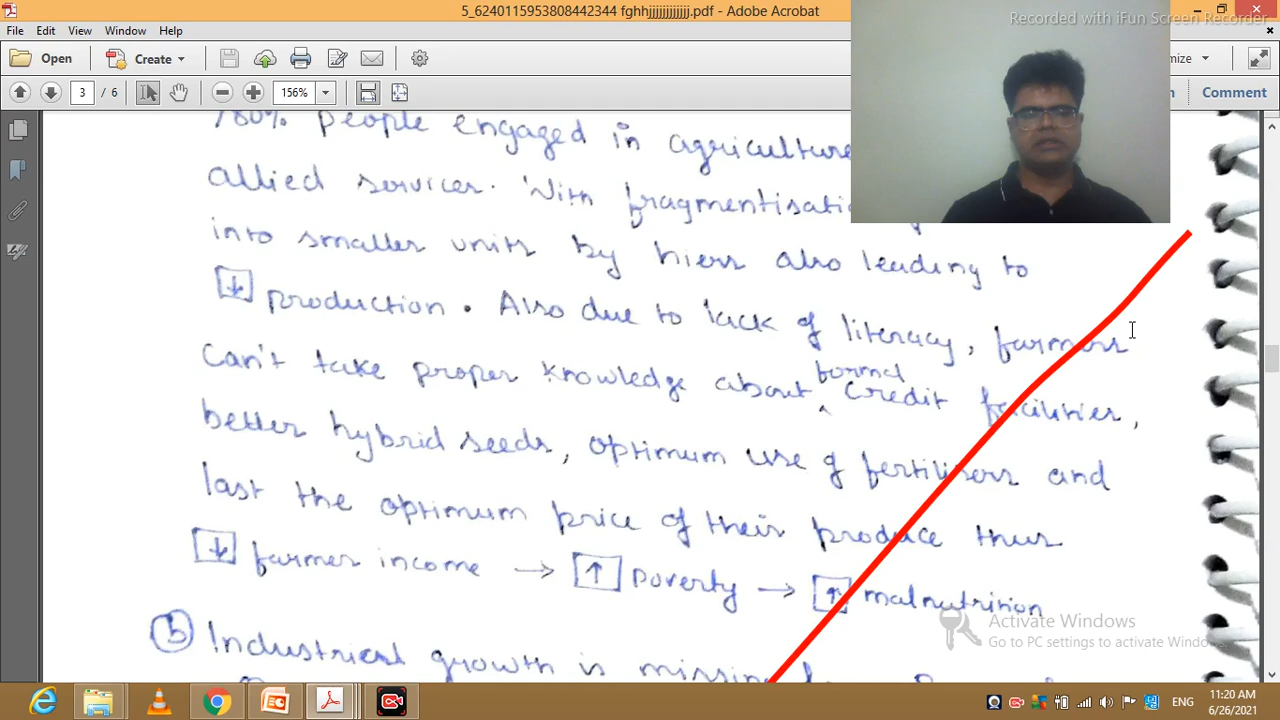 5_6240115953808442344 fghhjjjjjjjjjjjj.pdf - Adobe Acrobat
Recorded with iFun Screen Recorder
File Edit View Window Help
Open Create
3 / 6 156% Comment
780% people engaged in agriculture
allied services. With
into smaller units by hiers also leading to
↓ production. Also due to lack of literacy, farmers
can't take proper knowledge about formal credit facilities,
better hybrid seeds, optimum use of fertilisers and
last the optimum price of their produce thus
↓ farmer income → ↑ poverty → ↑ malnutrition
b Industrial growth is missing
Activate Windows
Go to PC settings to activate Windows
ENG
11:20 AM
6/26/2021